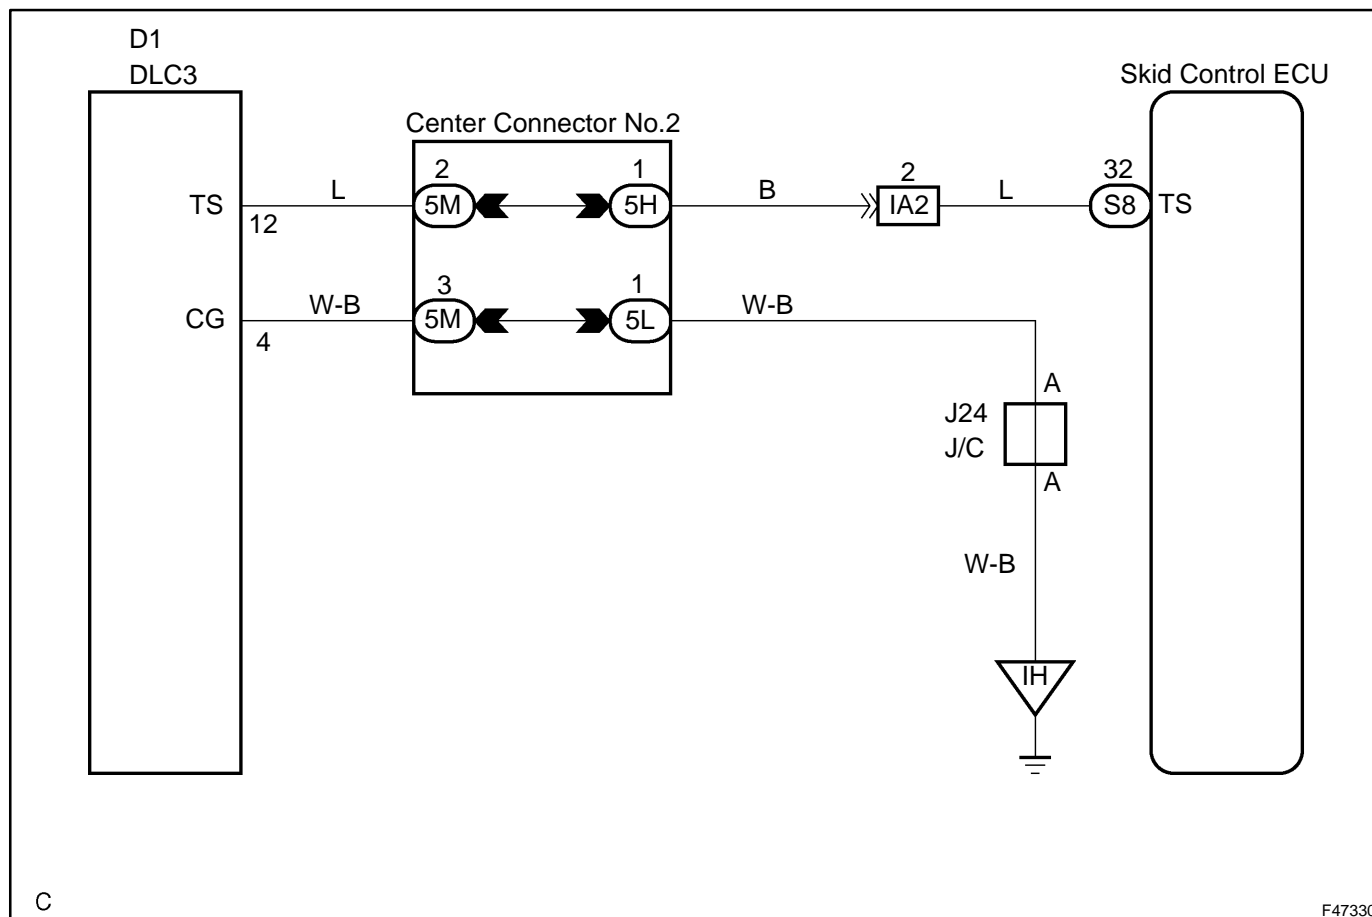 D1
DLC3
Skid Control ECU
Center Connector No.2
TS
12
L
2
5M
1
5H
B
2
IA2
L
32
S8
TS
CG
4
W-B
3
5M
1
5L
W-B
A
J24
J/C
A
W-B
IH
C
F47330